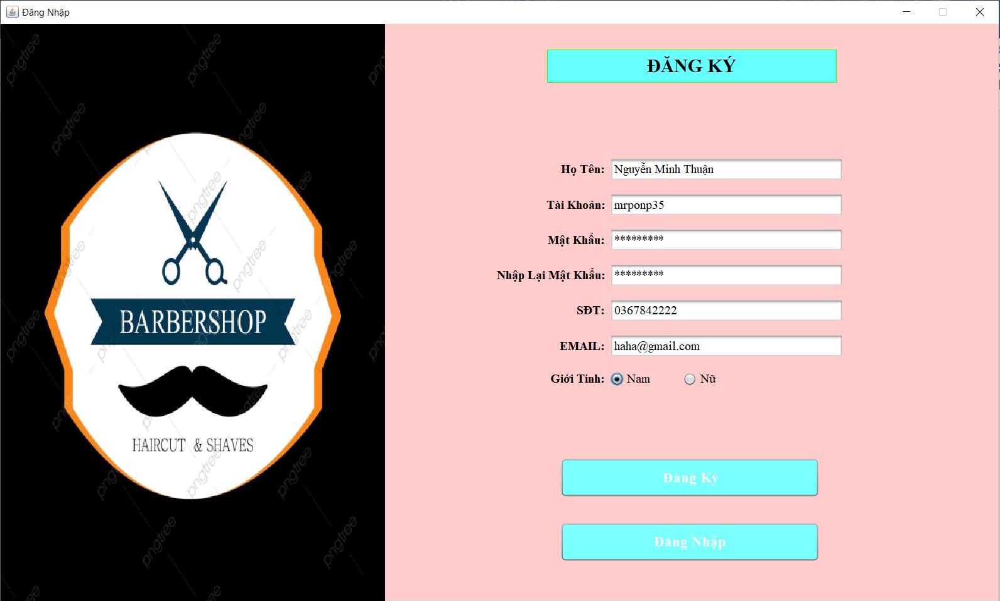 Đăng Nhập
pngtree
BARBERSHOP
HAIRCUT & SHAVES
ĐĂNG KÝ
Họ Tên: Nguyễn Minh Thuận
Tài Khoản: mrponp35
Mật Khẩu: *********
Nhập Lại Mật Khẩu: *********
SĐT: 0367842222
EMAIL: haha@gmail.com
Giới Tính: Nam Nữ
Đăng Ký
Đăng Nhập